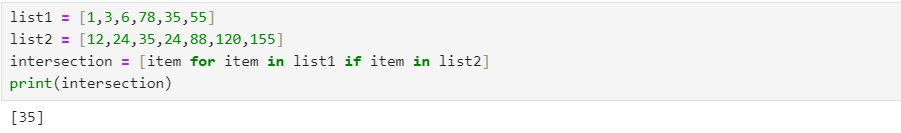 list1 = [1,3,6,78,35,55]
list2 = [12,24,35,24,88,120,155]
intersection = [item for item in list1 if item in list2]
print(intersection)
[35]